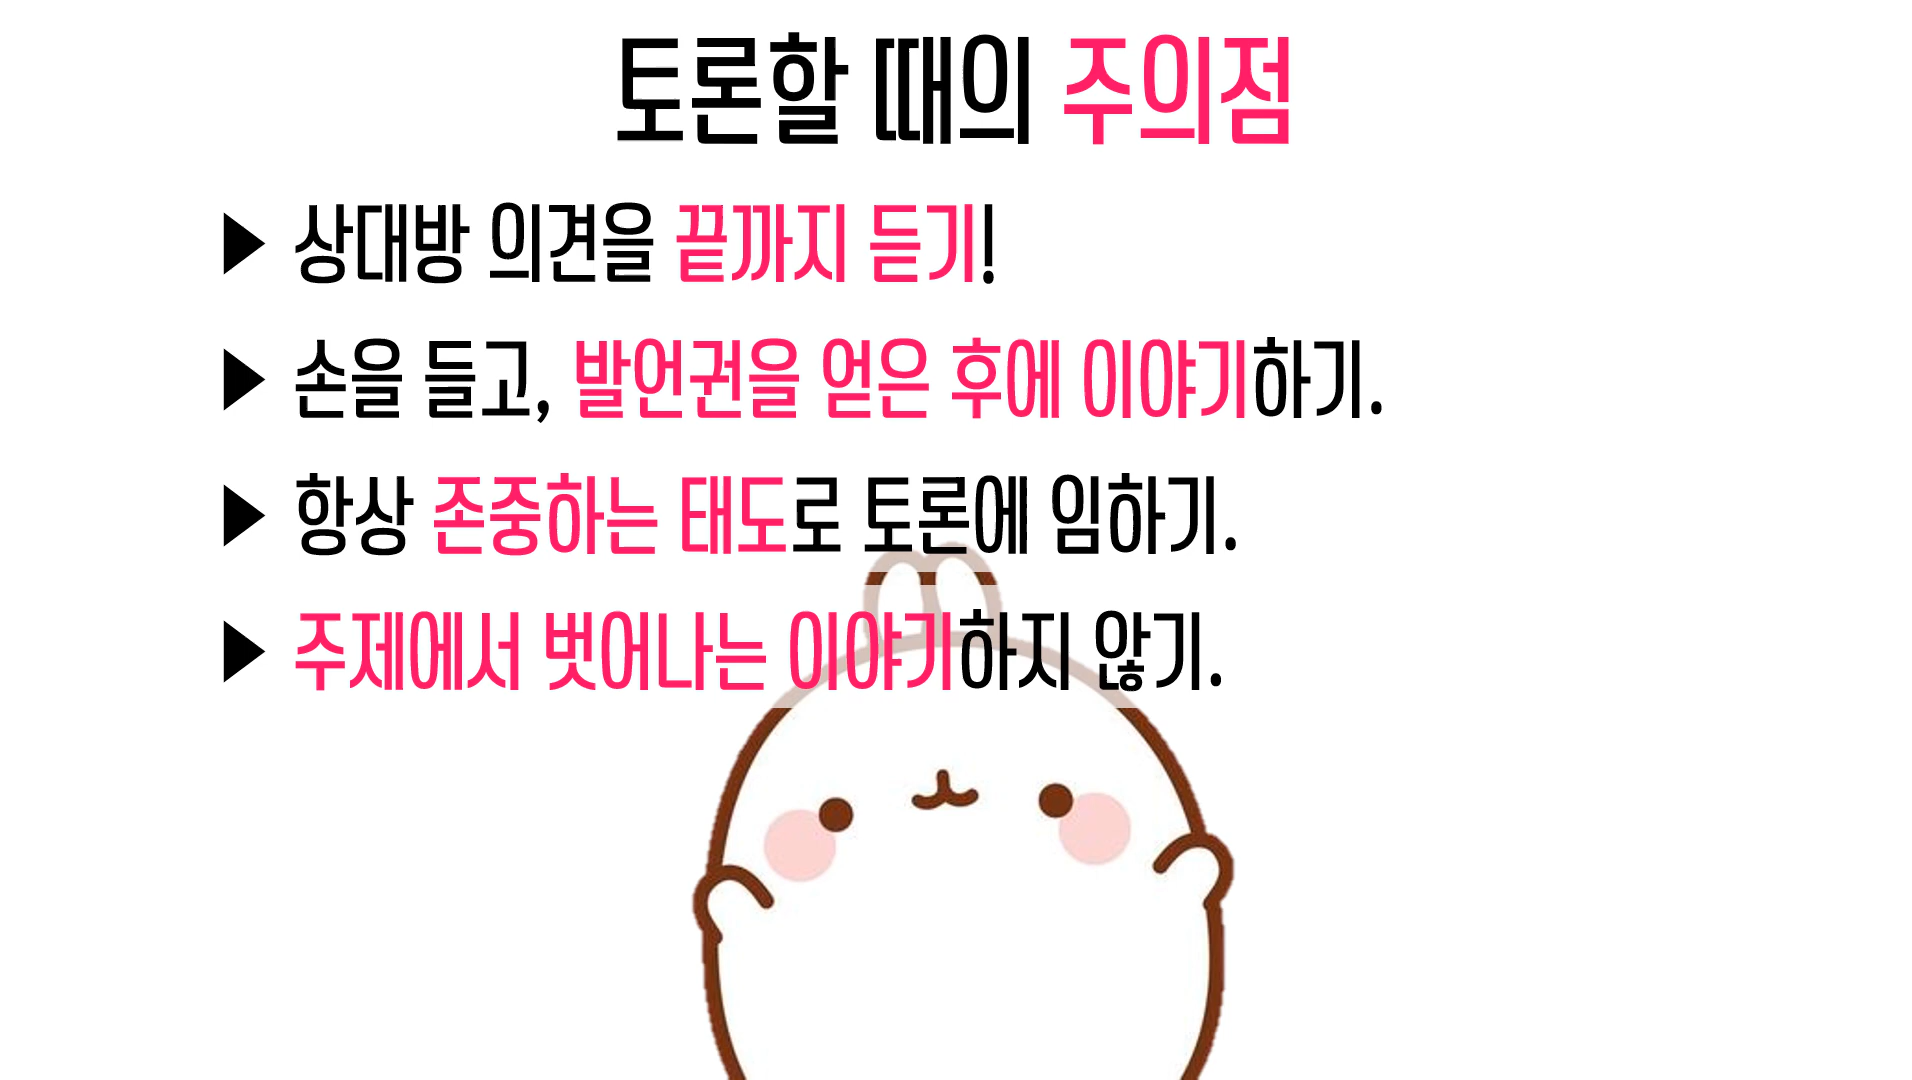 토론할 때의 주의점
▶ 상대방 의견을 끝까지 듣기!
▶ 손을 들고, 발언권을 얻은 후에 이야기하기.
▶ 항상 존중하는 태도로 토론에 임하기.
▶ 주제에서 벗어나는 이야기하지 않기.